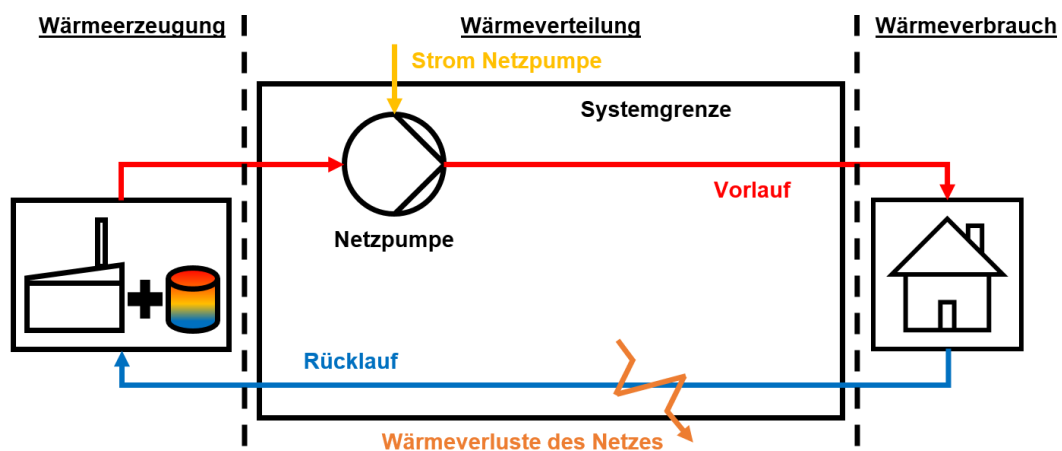 Wärmeerzeugung
Wärmeverteilung
Wärmeverbrauch
Strom Netzpumpe
Systemgrenze
Vorlauf
Netzpumpe
Rücklauf
Wärmeverluste des Netzes